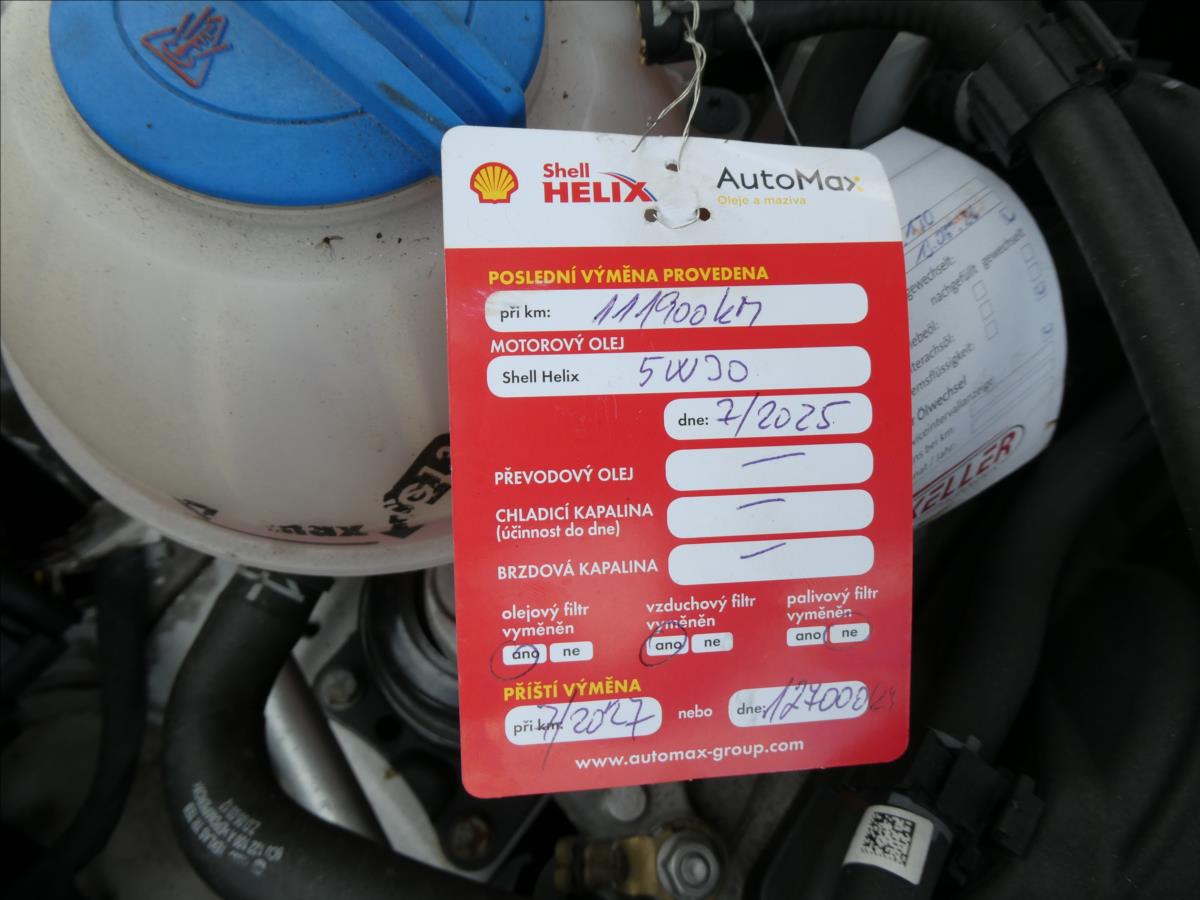 Shell
HELIX
AutoMax
Oleje a maziva
POSLEDNÍ VÝMĚNA PROVEDENA
při km: 111900km
MOTOROVÝ OLEJ
Shell Helix 5W30
dne: 7/2025
PŘEVODOVÝ OLEJ —
CHLADICÍ KAPALINA —
(účinnost do dne)
BRZDOVÁ KAPALINA —
olejový filtr vyměněn
ano ne
vzduchový filtr vyměněn
ano ne
palivový filtr vyměněn
ano ne
PŘÍŠTÍ VÝMĚNA
při km: 7/2027 nebo dne: 127000km
www.automax-group.com
gewechselt:
nachgefüllt gewechselt
Ölwechsel